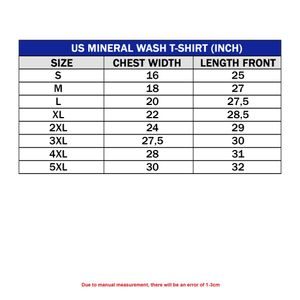 US MINERAL WASH T-SHIRT (INCH)
SIZE CHEST WIDTH LENGTH FRONT
S 16 25
M 18 27
L 20 27,5
XL 22 28,5
2XL 24 29
3XL 27,5 30
4XL 28 31
5XL 30 32
Due to manual measurement, there will be an error of 1-3cm